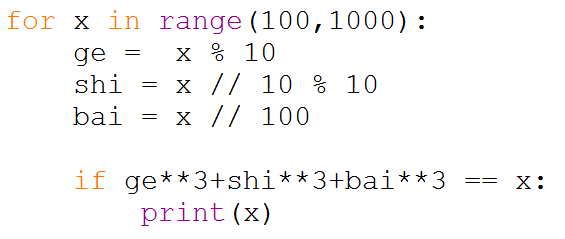 for x in range(100,1000):
    ge =  x % 10
    shi = x // 10 % 10
    bai = x // 100

    if ge**3+shi**3+bai**3 == x:
        print(x)